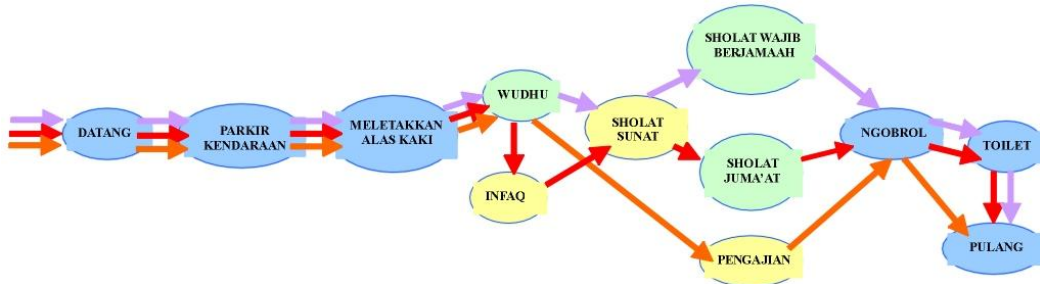 DATANG
PARKIR
KENDARAAN
MELETAKKAN
ALAS KAKI
WUDHU
INFAQ
SHOLAT
SUNAT
SHOLAT WAJIB
BERJAMAAH
SHOLAT
JUMA'AT
PENGAJIAN
NGOBROL
TOILET
PULANG